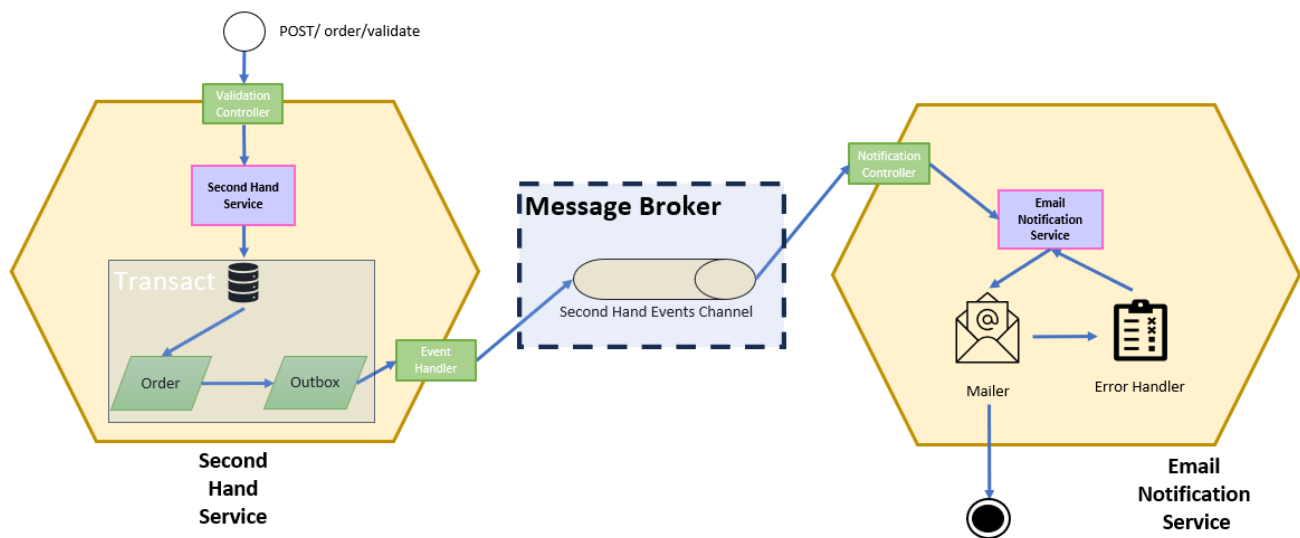 POST/ order/validate
Validation
Controller
Second Hand
Service
Transact
Order
Outbox
Event
Handler
Second
Hand
Service
Message Broker
Second Hand Events Channel
Notification
Controller
Email
Notification
Service
@
Mailer
Error Handler
Email
Notification
Service